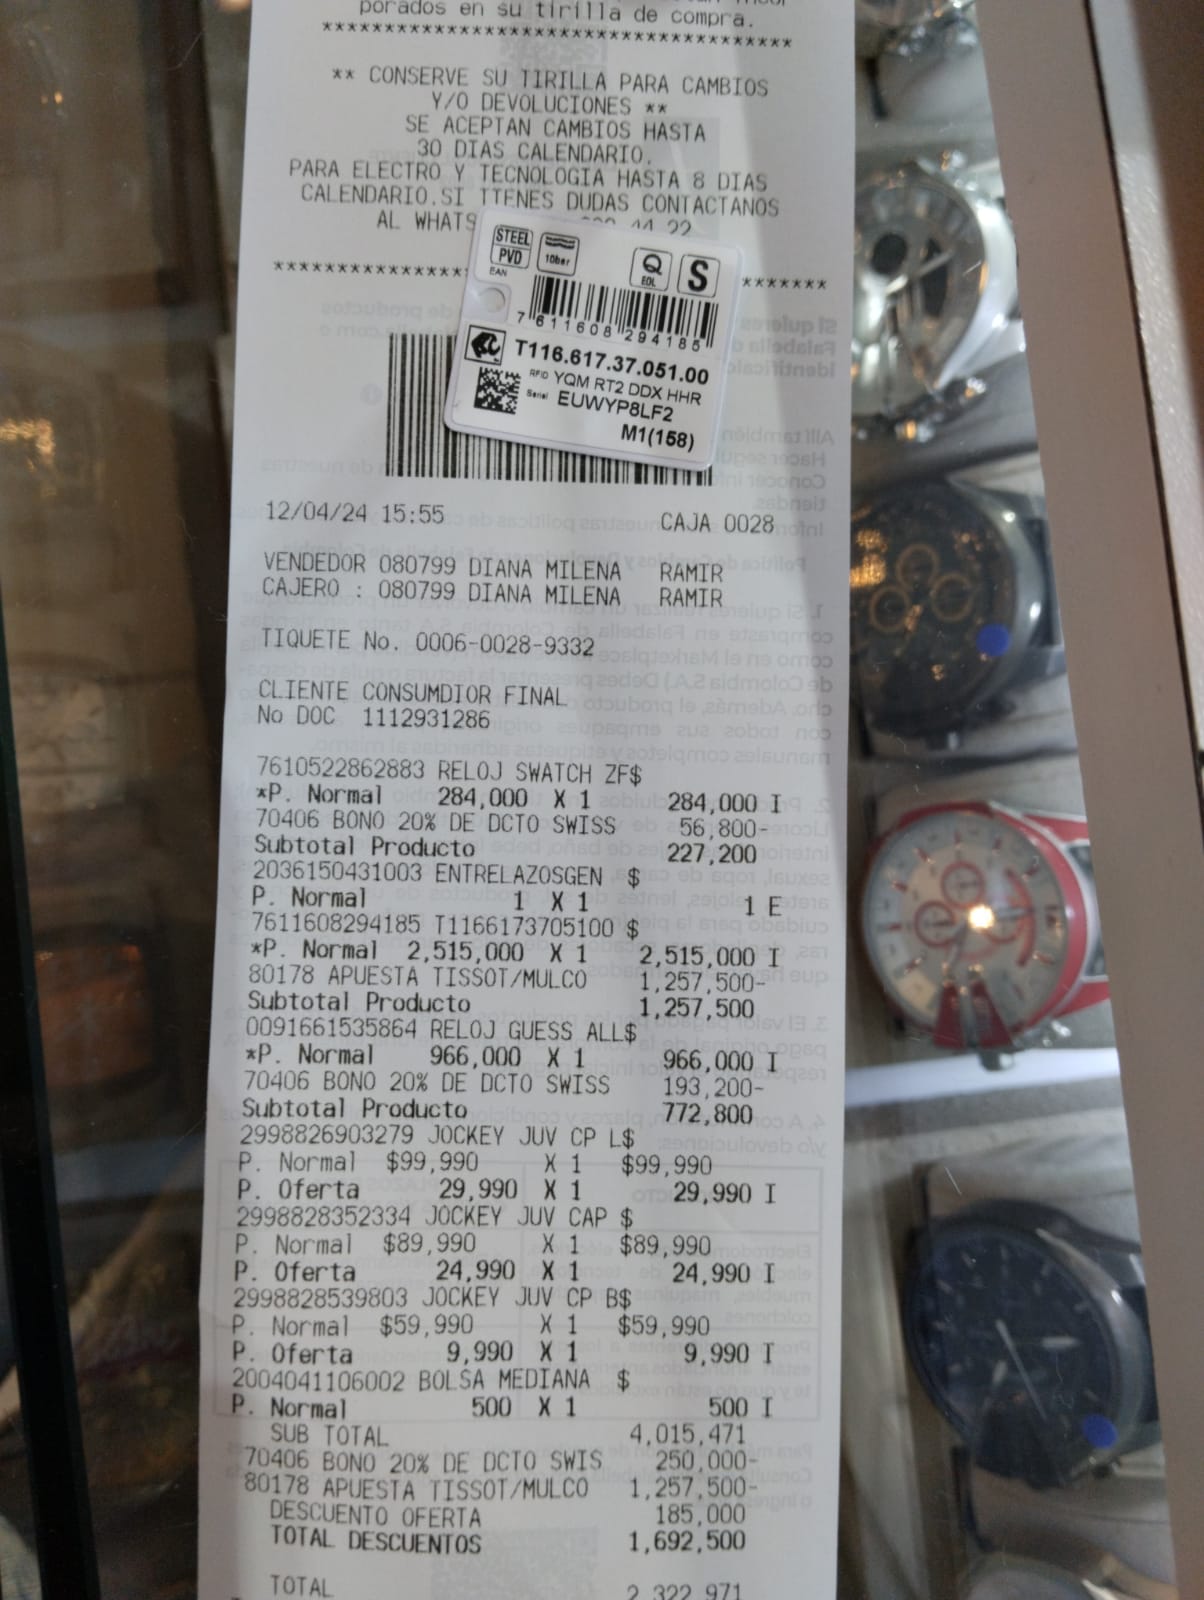 porados en su tirilla de compra.
*************************************
** CONSERVE SU TIRILLA PARA CAMBIOS
Y/O DEVOLUCIONES **
SE ACEPTAN CAMBIOS HASTA
30 DIAS CALENDARIO.
PARA ELECTRO Y TECNOLOGIA HASTA 8 DIAS
CALENDARIO.SI TIENES DUDAS CONTACTANOS
AL WHATS 44 22
STEEL
PVD
10bar
Q
EOL
S
EAN
7 611608 294185
T116.617.37.051.00
RFID YQM RT2 DDX HHR
Serial EUWYP8LF2
M1(158)
12/04/24 15:55 CAJA 0028
VENDEDOR 080799 DIANA MILENA RAMIR
CAJERO : 080799 DIANA MILENA RAMIR
TIQUETE No. 0006-0028-9332
CLIENTE CONSUMDIOR FINAL
No DOC 1112931286
7610522862883 RELOJ SWATCH ZF$
*P. Normal 284,000 X 1 284,000 I
70406 BONO 20% DE DCTO SWISS 56,800-
Subtotal Producto 227,200
2036150431003 ENTRELAZOSGEN $
P. Normal 1 X 1 1 E
7611608294185 T1166173705100 $
*P. Normal 2,515,000 X 1 2,515,000 I
80178 APUESTA TISSOT/MULCO 1,257,500-
Subtotal Producto 1,257,500
0091661535864 RELOJ GUESS ALL$
*P. Normal 966,000 X 1 966,000 I
70406 BONO 20% DE DCTO SWISS 193,200-
Subtotal Producto 772,800
2998826903279 JOCKEY JUV CP L$
P. Normal $99,990 X 1 $99,990
P. Oferta 29,990 X 1 29,990 I
2998828352334 JOCKEY JUV CAP $
P. Normal $89,990 X 1 $89,990
P. Oferta 24,990 X 1 24,990 I
2998828539803 JOCKEY JUV CP B$
P. Normal $59,990 X 1 $59,990
P. Oferta 9,990 X 1 9,990 I
2004041106002 BOLSA MEDIANA $
P. Normal 500 X 1 500 I
SUB TOTAL 4,015,471
70406 BONO 20% DE DCTO SWIS 250,000-
80178 APUESTA TISSOT/MULCO 1,257,500-
DESCUENTO OFERTA 185,000
TOTAL DESCUENTOS 1,692,500
TOTAL 2,322,971